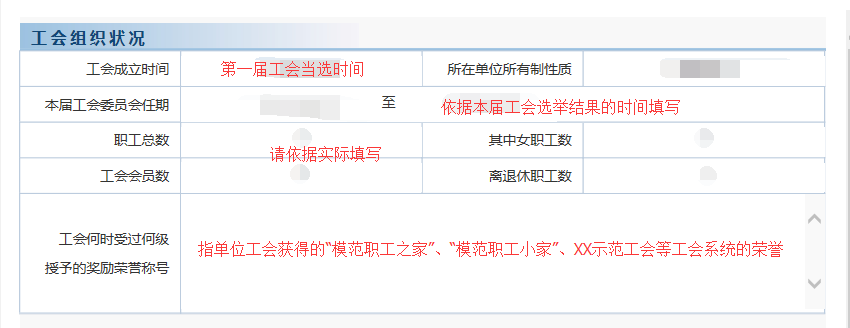 工会组织状况
工会成立时间 第一届工会当选时间 所在单位所有制性质
本届工会委员会任期 至 依据本届工会选举结果的时间填写
职工总数 其中女职工数
请依据实际填写
工会会员数 离退休职工数
工会何时受过何级
指单位工会获得的“模范职工之家”、“模范职工小家”、XX示范工会等工会系统的荣誉
授予的奖励荣誉称号